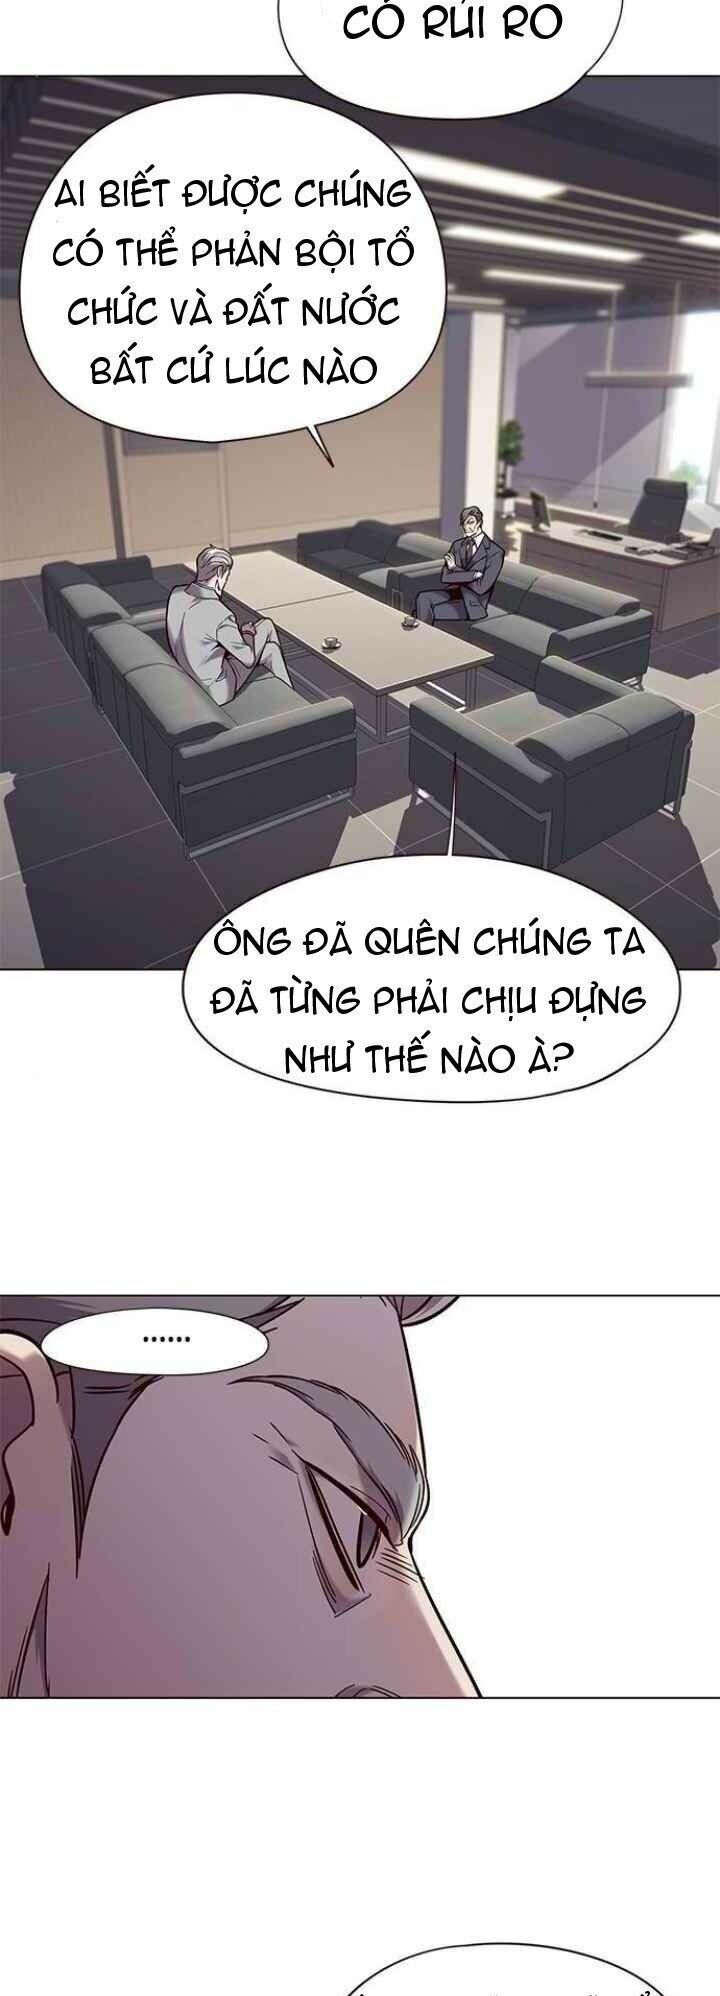 CÓ RỦI RO
AI BIẾT ĐƯỢC CHÚNG
CÓ THỂ PHẢN BỘI TỔ
CHỨC VÀ ĐẤT NƯỚC
BẤT CỨ LÚC NÀO
ÔNG ĐÃ QUÊN CHÚNG TA
ĐÃ TỪNG PHẢI CHỊU ĐỰNG
NHƯ THẾ NÀO À?
......